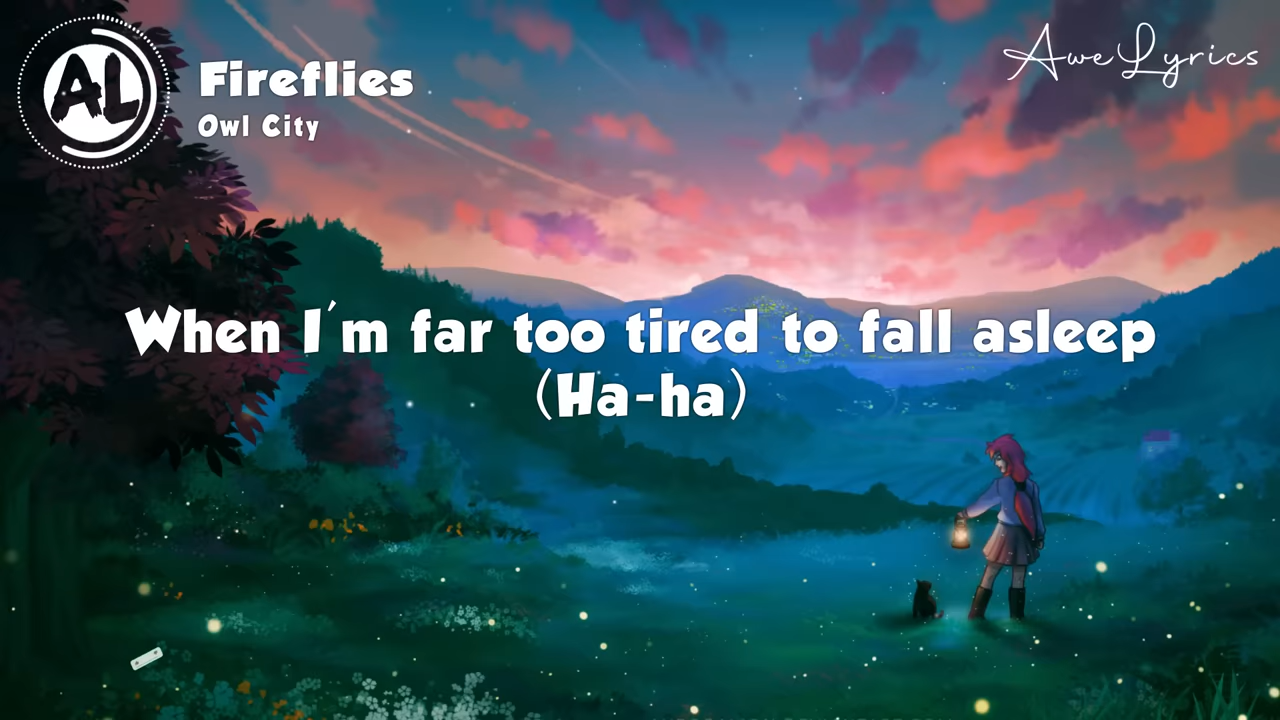 AL
Fireflies
Owl City
AweLyrics
When I'm far too tired to fall asleep
(Ha-ha)